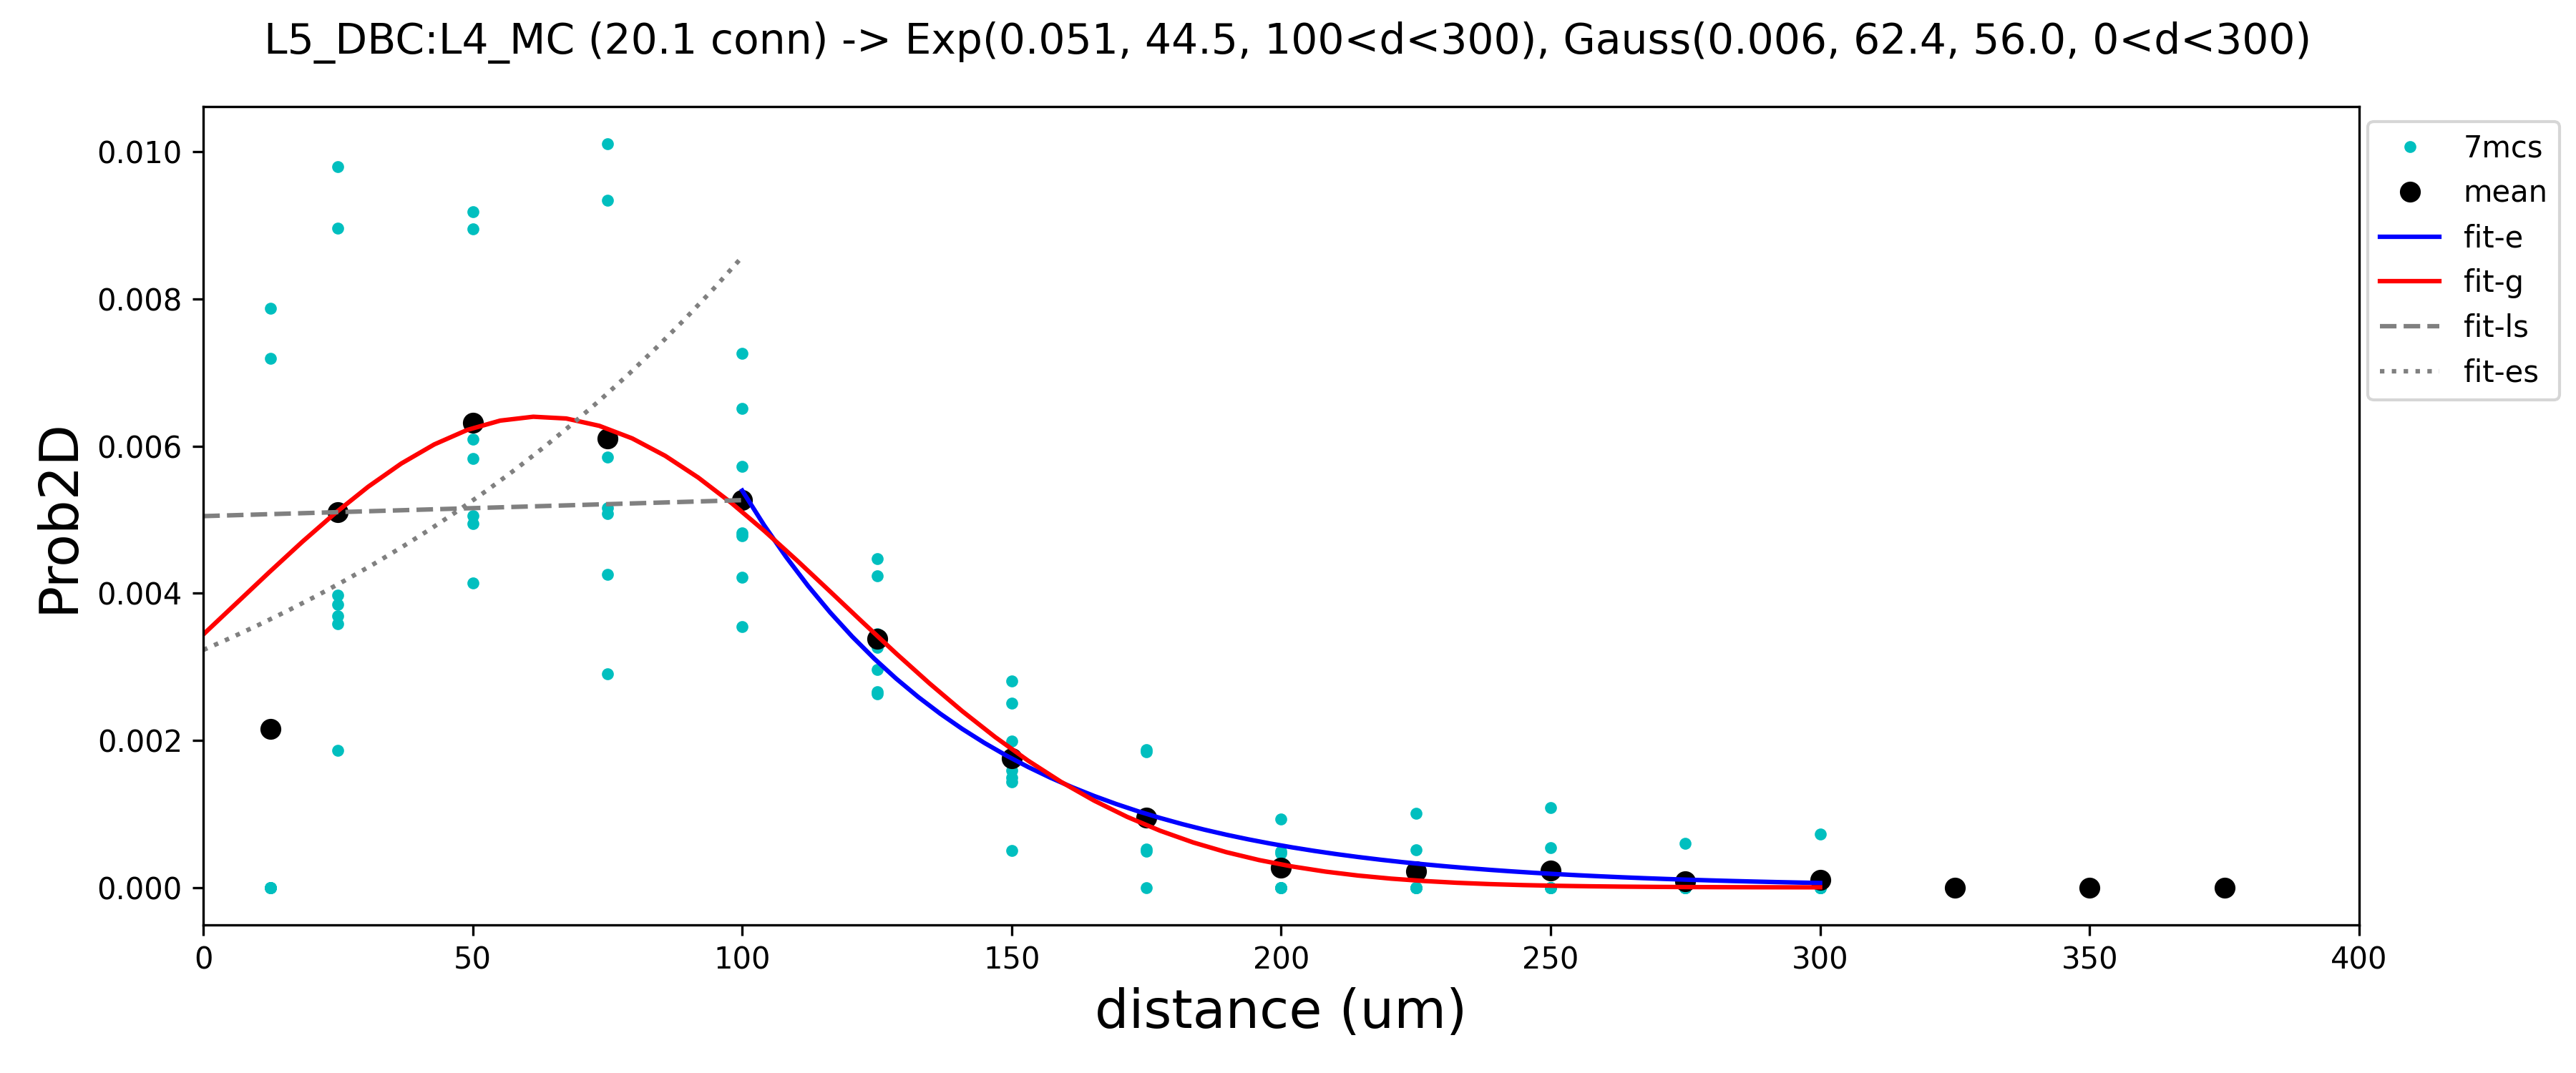 L5_DBC:L4_MC (20.1 conn) -> Exp(0.051, 44.5, 100<d<300), Gauss(0.006, 62.4, 56.0, 0<d<300)
0.010
0.008
0.006
0.004
0.002
0.000
Prob2D
0 50 100 150 200 250 300 350 400
distance (um)
7mcs
mean
fit-e
fit-g
fit-ls
fit-es